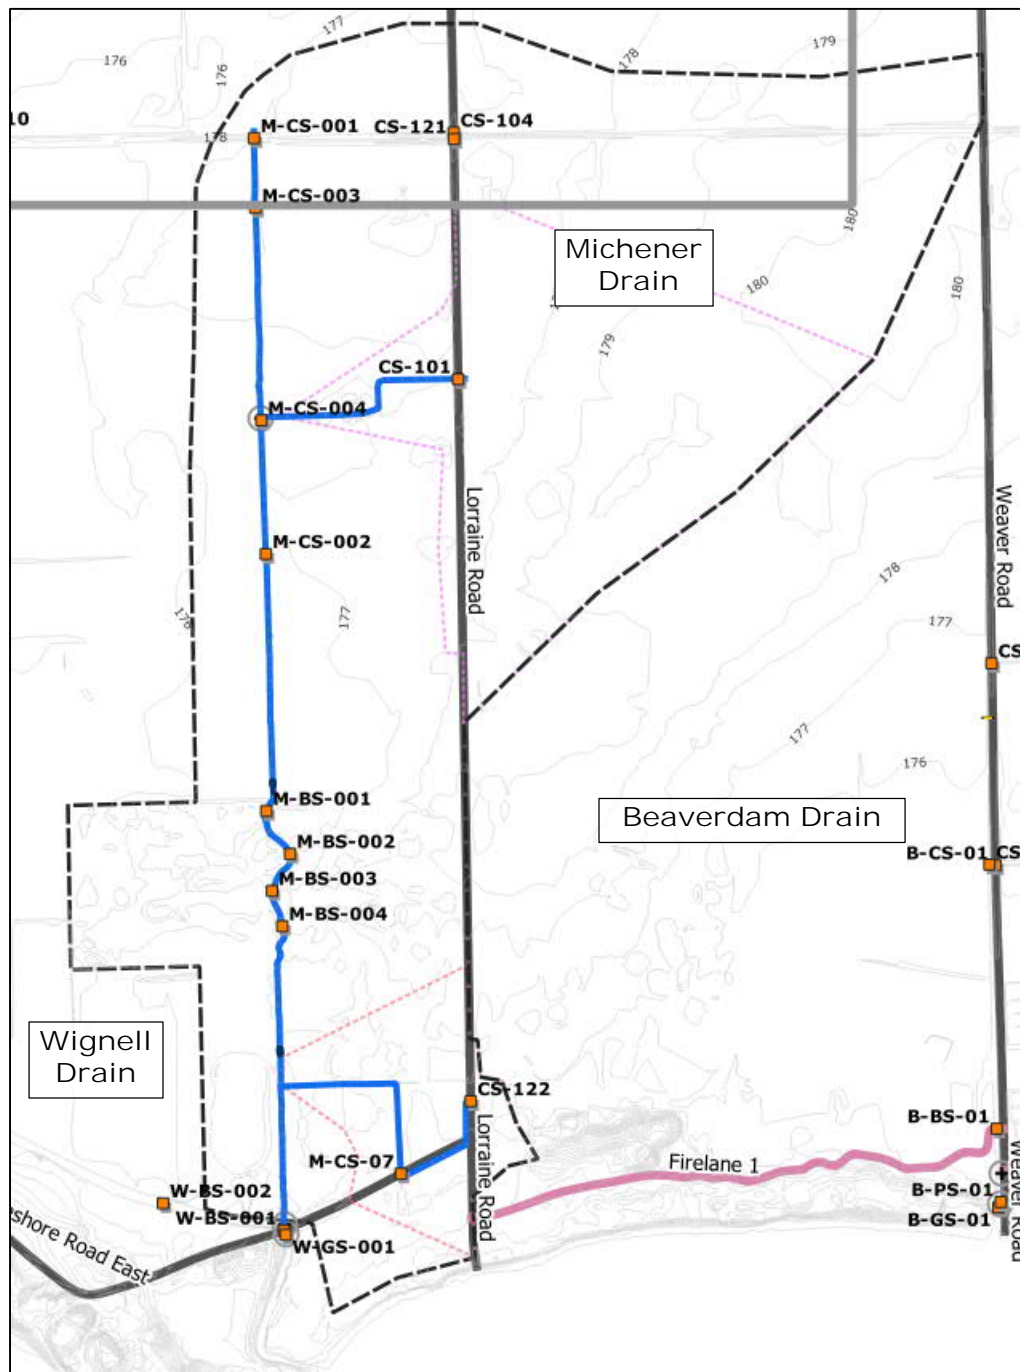 177
179
178
176
176
10
178
M-CS-001
CS-121
CS-104
M-CS-003
180
Michener
Drain
180
180
179
CS-101
M-CS-004
Lorraine Road
Weaver Road
M-CS-002
178
177
177
CS
177
176
M-BS-001
Beaverdam Drain
M-BS-002
B-CS-01
CS
M-BS-003
M-BS-004
Wignell
Drain
CS-122
B-BS-01
Lorraine Road
Firelane 1
Weaver Road
M-CS-07
W-BS-002
B-PS-01
W-BS-001
B-GS-01
W-GS-001
eshore Road East